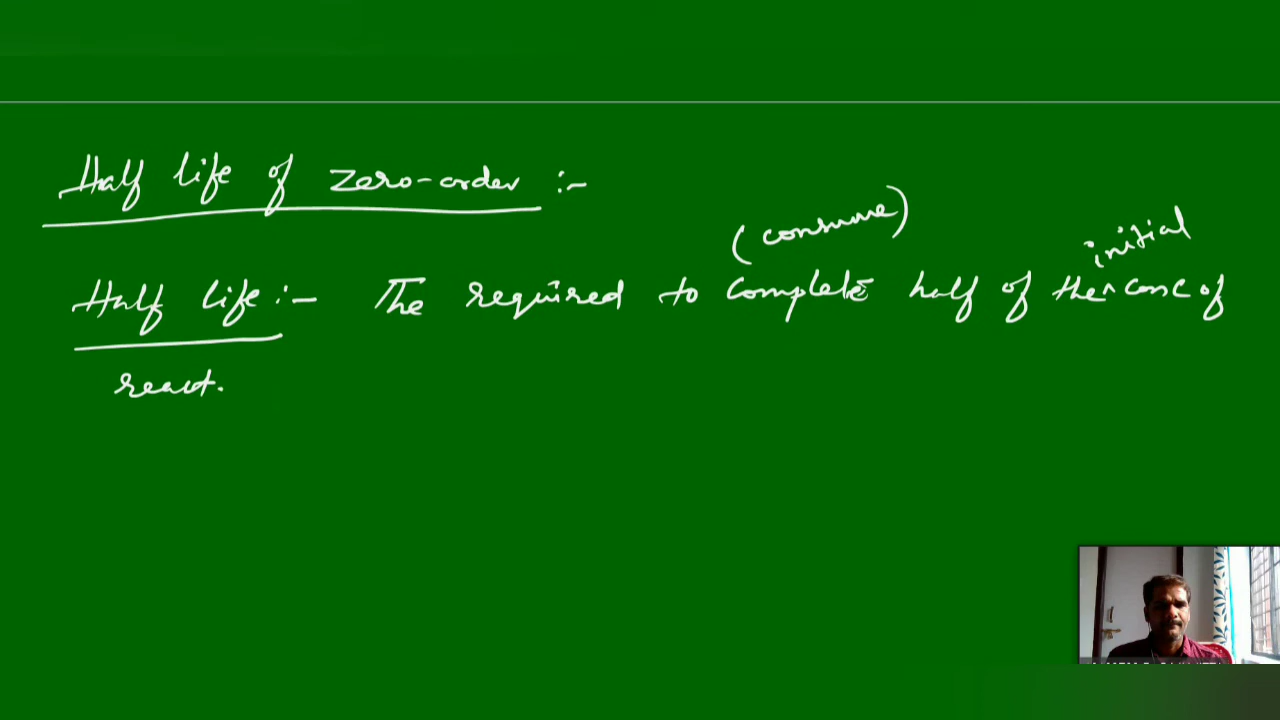 Half life of zero-order :-
(consume)
initial
Half life :- The required to complete half of the ^ conc of
react.